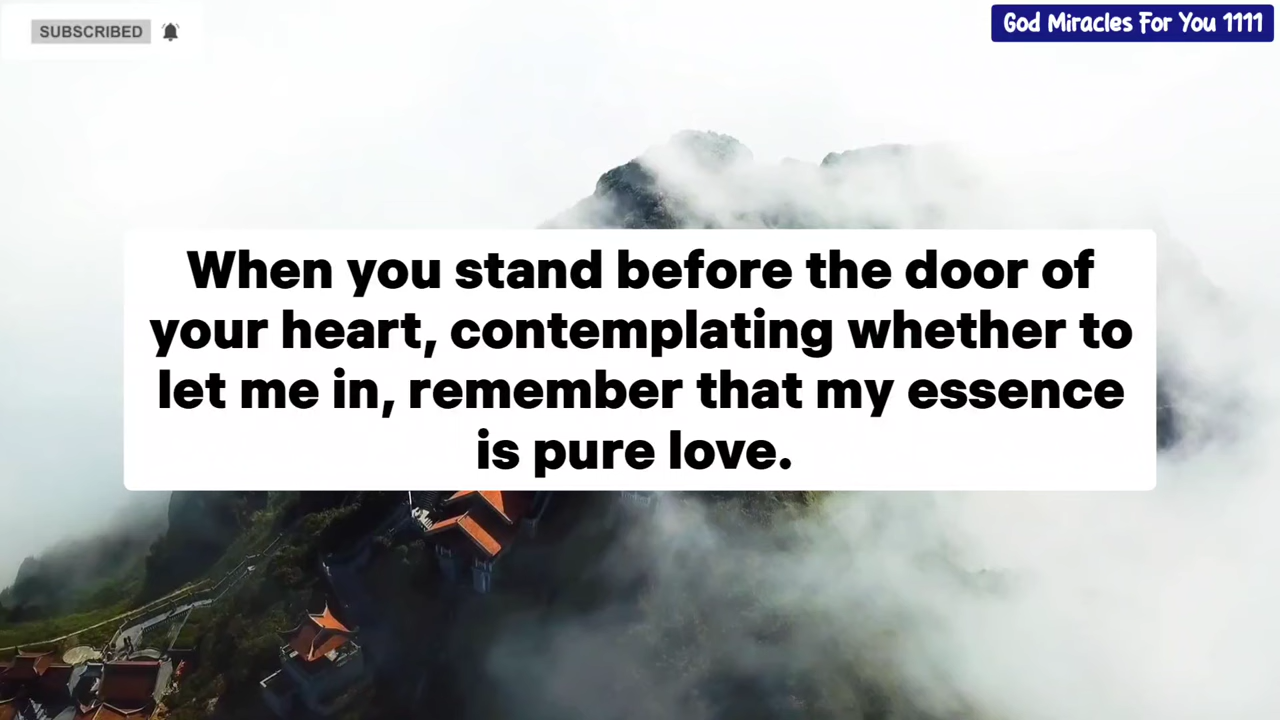 SUBSCRIBED
God Miracles For You 1111
When you stand before the door of
your heart, contemplating whether to
let me in, remember that my essence
is pure love.